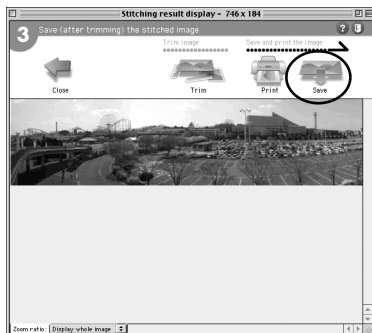 Stitching result display - 746 x 184
3 Save (after trimming) the stitched image
Trim image
Save and print the image
Close
Trim
Print
Save
Zoom ratio: Display whole image